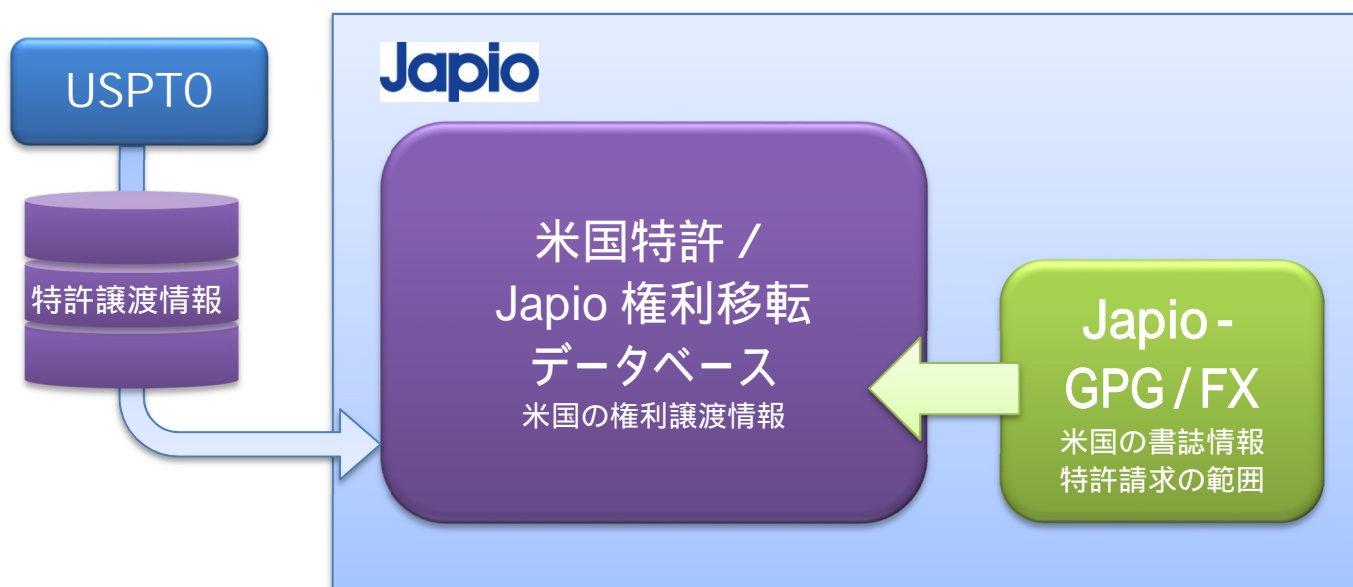 USPTO
特許譲渡情報
Japio
米国特許 /
Japio 権利移転
データベース
米国の権利譲渡情報
Japio -
GPG / FX
米国の書誌情報
特許請求の範囲